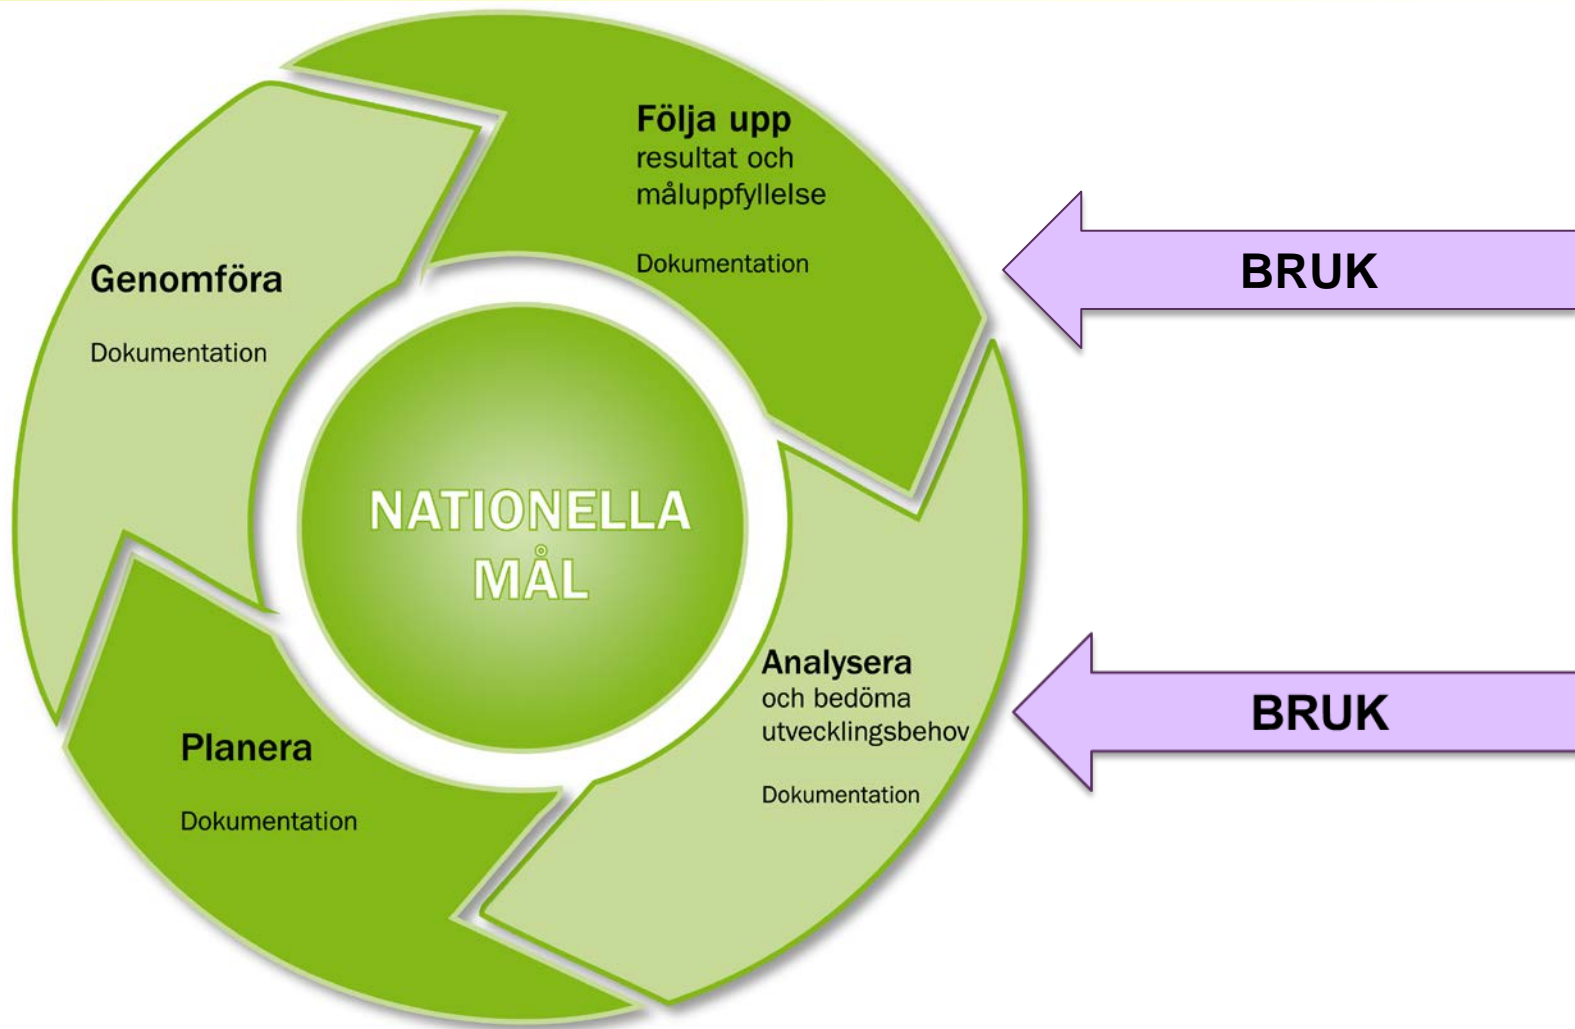 Följa upp
resultat och
måluppfyllelse
Dokumentation
BRUK
Genomföra
Dokumentation
NATIONELLA
MÅL
Analysera
och bedöma
utvecklingsbehov
Dokumentation
BRUK
Planera
Dokumentation